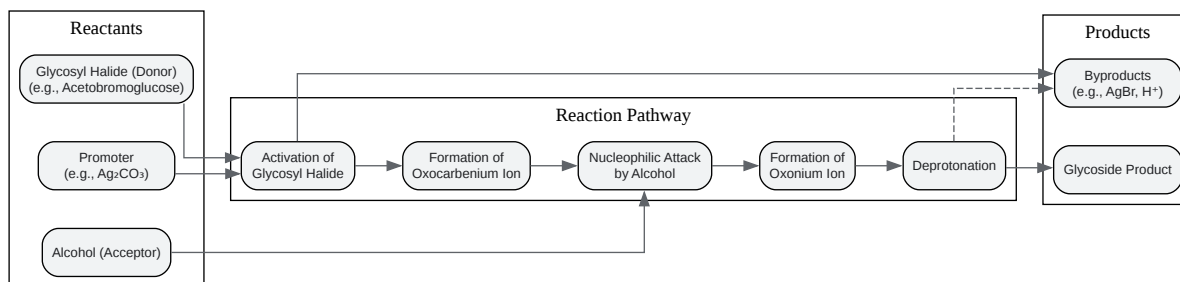 Reactants
Glycosyl Halide (Donor)
(e.g., Acetobromoglucose)
Promoter
(e.g., Ag₂CO₃)
Alcohol (Acceptor)
Reaction Pathway
Activation of
Glycosyl Halide
Formation of
Oxocarbenium Ion
Nucleophilic Attack
by Alcohol
Formation of
Oxonium Ion
Deprotonation
Products
Byproducts
(e.g., AgBr, H⁺)
Glycoside Product